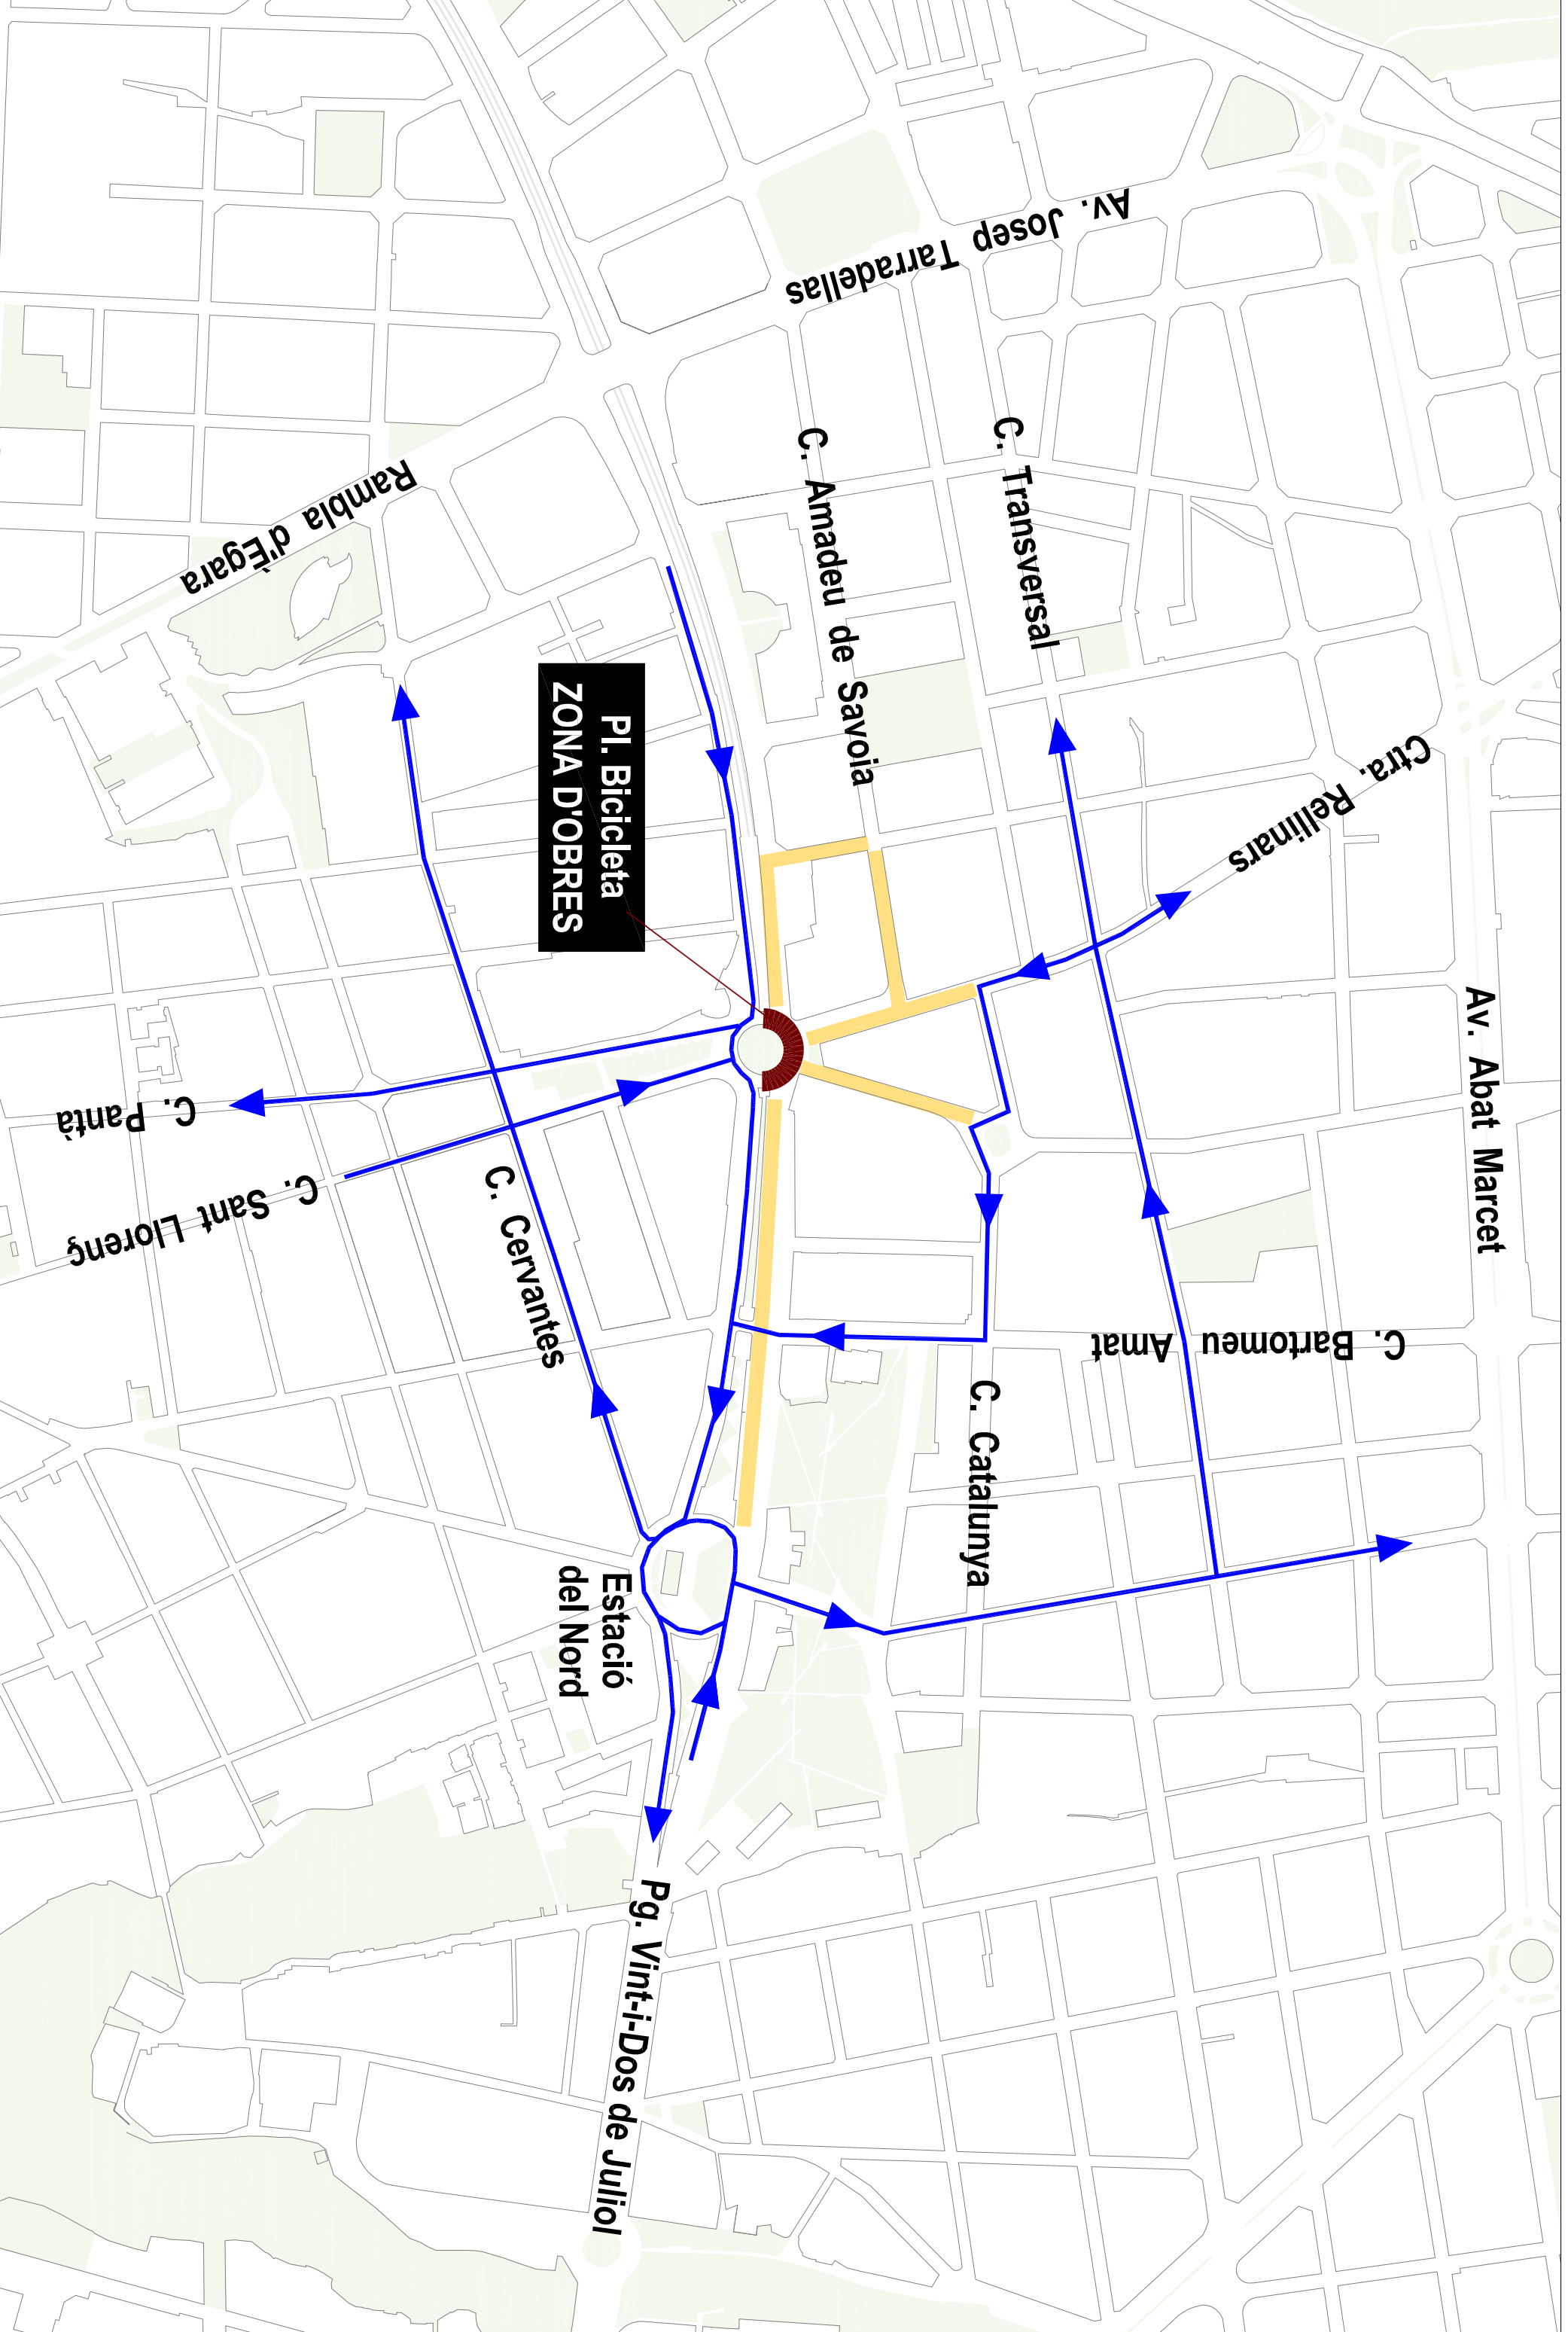 Av. Josep Tarradellas
C. Amadeu de Savoia
C. Transversal
Rambla d'Ègara
Pl. Bicicleta
ZONA D'OBRES
Ctra. Rellinars
Av. Abat Marcet
C. Pantà
C. Sant Llorenç
C. Cervantes
C. Bartomeu Amat
C. Catalunya
Estació
del Nord
Pg. Vint-i-Dos de Juliol